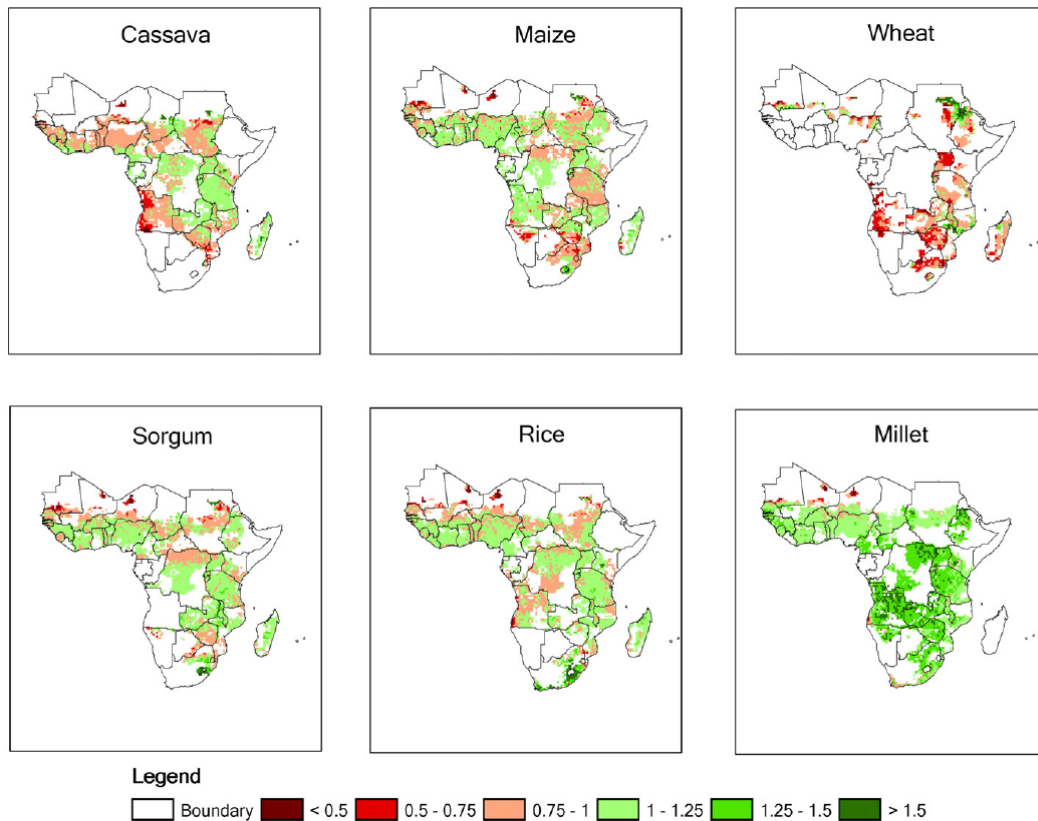 Cassava
Maize
Wheat
Sorgum
Rice
Millet
Legend
Boundary < 0.5 0.5 - 0.75 0.75 - 1 1 - 1.25 1.25 - 1.5 > 1.5